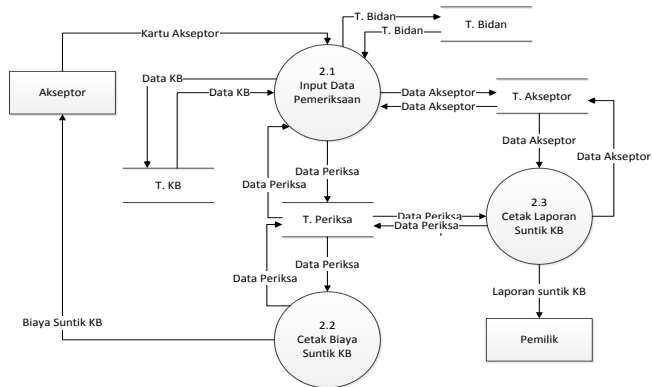 T. Bidan
T. Bidan
T. Bidan
Kartu Akseptor
2.1
Input Data
Pemeriksaan
Akseptor
Data KB
Data KB
Data Akseptor
Data Akseptor
T. Akseptor
Data Akseptor
Data Akseptor
T. KB
Data Periksa
Data Periksa
T. Periksa
Data Periksa
Data Periksa
2.3
Cetak Laporan
Suntik KB
Data Periksa
Data Periksa
Laporan suntik KB
Biaya Suntik KB
2.2
Cetak Biaya
Suntik KB
Pemilik